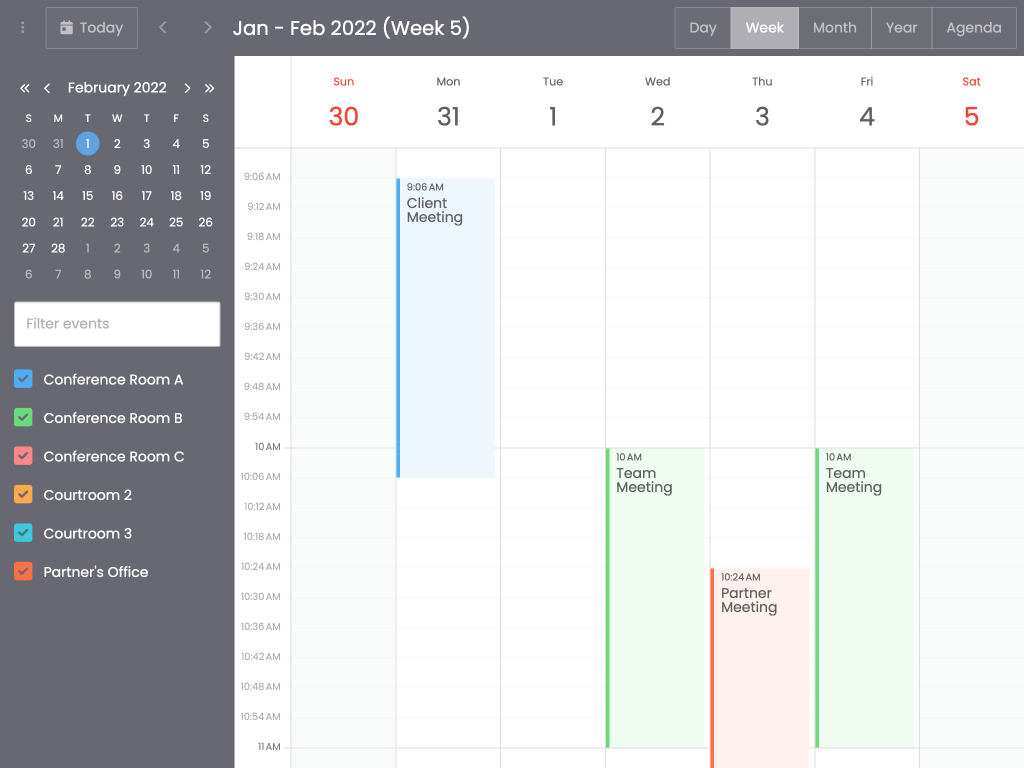 Today
Jan - Feb 2022 (Week 5)
Day Week Month Year Agenda
February 2022
S M T W T F S
30 31 1 2 3 4 5
6 7 8 9 10 11 12
13 14 15 16 17 18 19
20 21 22 23 24 25 26
27 28 1 2 3 4 5
6 7 8 9 10 11 12
Filter events
Conference Room A
Conference Room B
Conference Room C
Courtroom 2
Courtroom 3
Partner's Office
Sun Mon Tue Wed Thu Fri Sat
30 31 1 2 3 4 5
9:06 AM
9:12 AM
9:18 AM
9:24 AM
9:30 AM
9:36 AM
9:42 AM
9:48 AM
9:54 AM
10 AM
10:06 AM
10:12 AM
10:18 AM
10:24 AM
10:30 AM
10:36 AM
10:42 AM
10:48 AM
10:54 AM
11 AM
9:06 AM
Client
Meeting
10 AM
Team
Meeting
10:24 AM
Partner
Meeting
10 AM
Team
Meeting